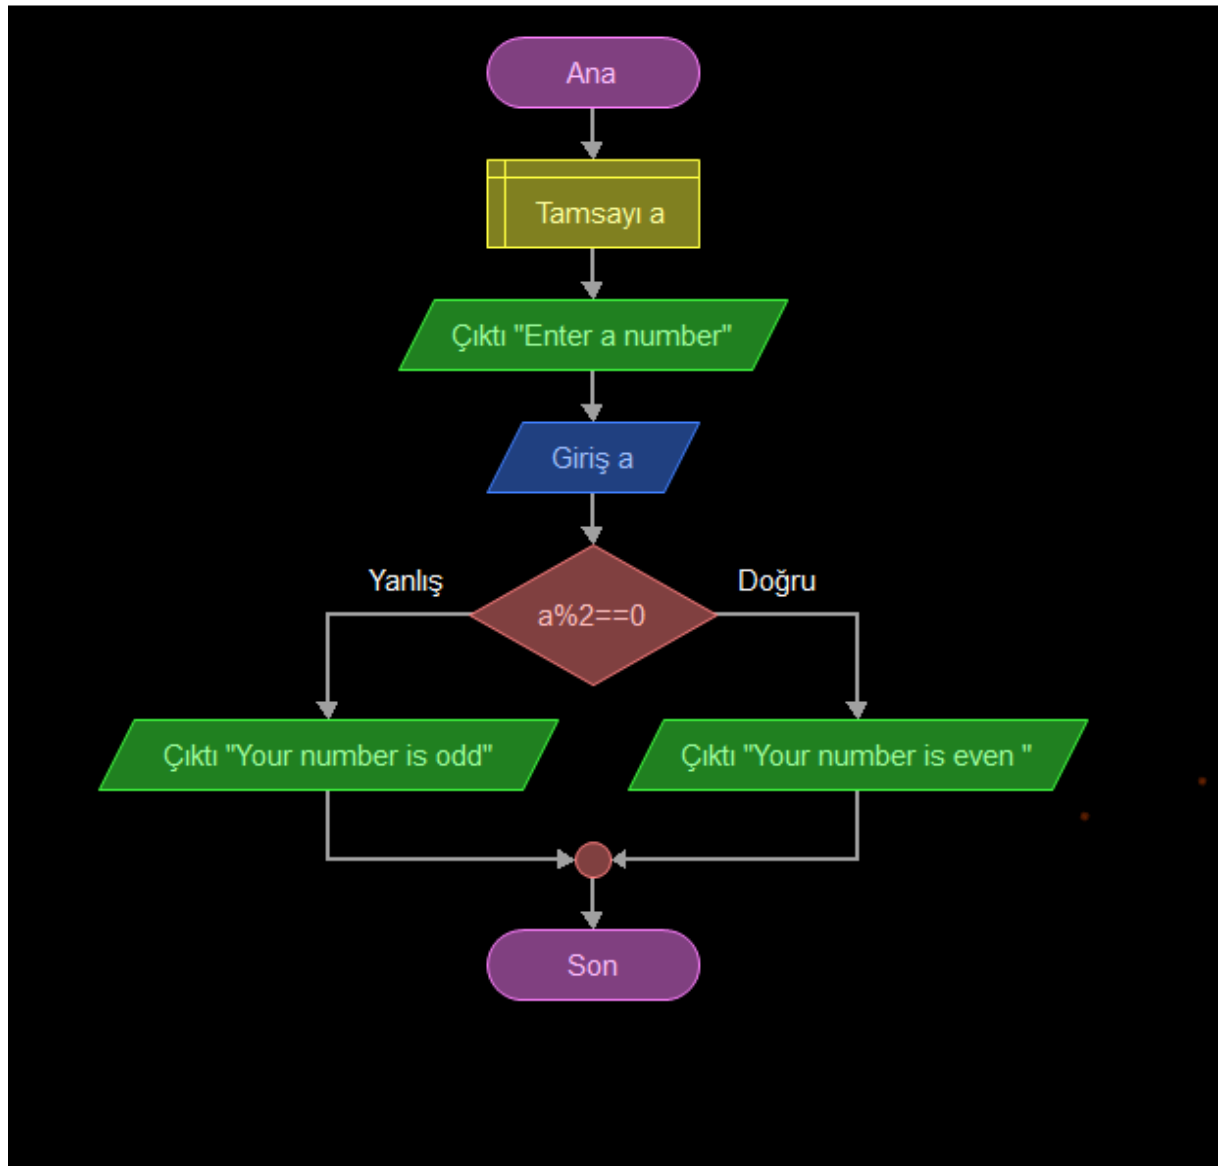 Ana
Tamsayı a
Çıktı "Enter a number"
Giriş a
Yanlış
Doğru
a%2==0
Çıktı "Your number is odd"
Çıktı "Your number is even "
Son